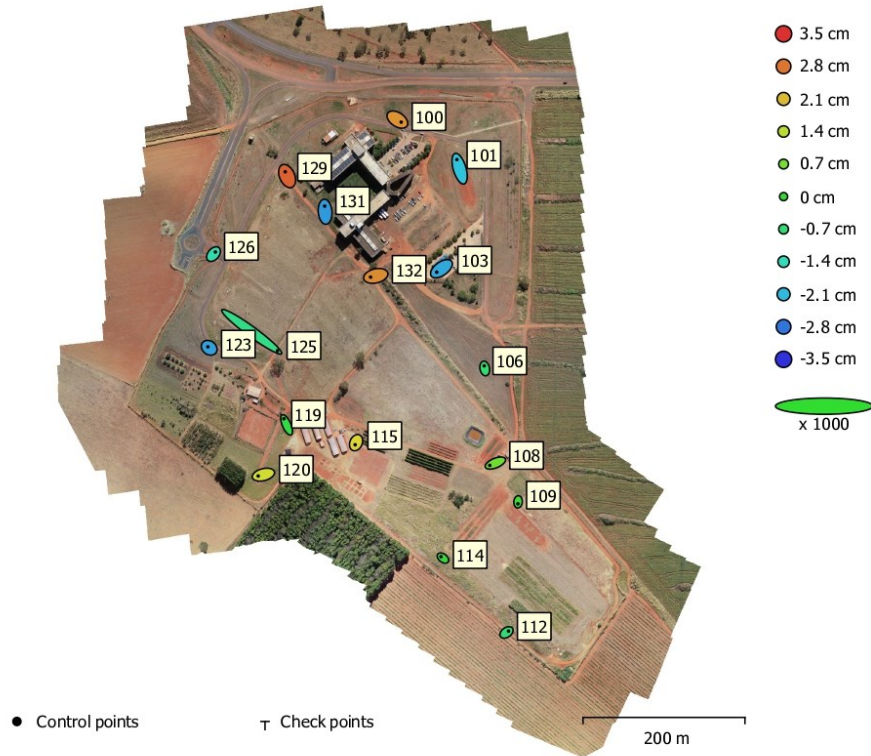 3.5 cm
2.8 cm
2.1 cm
1.4 cm
0.7 cm
0 cm
-0.7 cm
-1.4 cm
-2.1 cm
-2.8 cm
-3.5 cm
x 1000
100
101
129
131
126
132
103
123
125
106
119
115
108
120
109
114
112
Control points
Check points
200 m